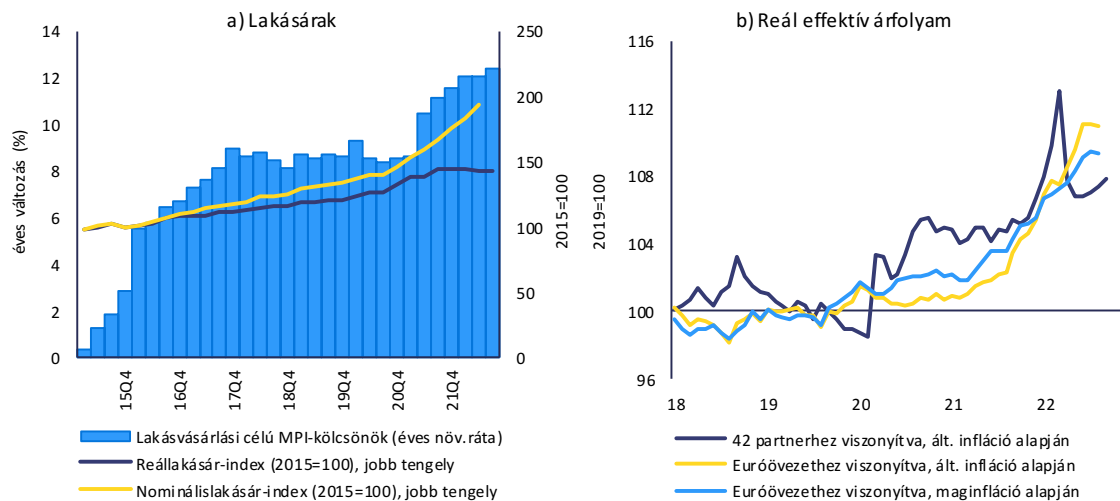 a) Lakásárak
éves változás (%)
14
12
10
8
6
4
2
0
250
200
150
100
50
0
2015=100
15Q4
16Q4
17Q4
18Q4
19Q4
20Q4
21Q4
Lakásvásárlási célú MPI-kölcsönök (éves növ.ráta)
Reállakásár-index (2015=100), jobb tengely
Nominálislakásár-index (2015=100), jobb tengely
b) Reál effektív árfolyam
2019=100
116
112
108
104
100
96
18
19
20
21
22
42 partnerhez viszonyítva, ált. infláció alapján
Euróövezethez viszonyítva, ált. infláció alapján
Euróövezethez viszonyítva, maginfláció alapján